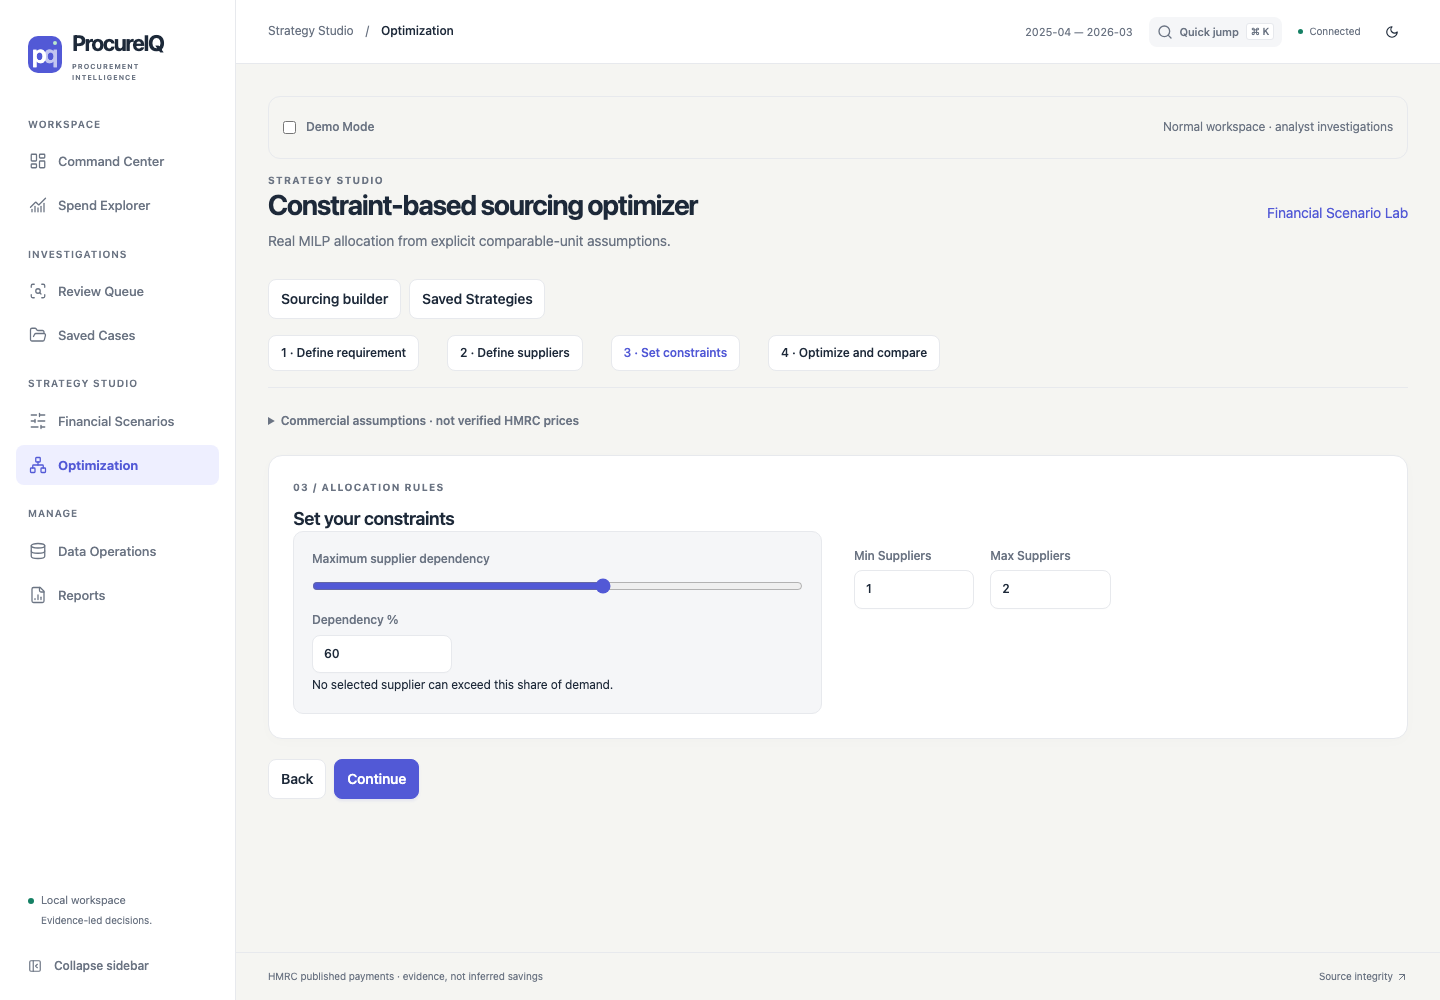 pq
ProcureIQ
PROCUREMENT
INTELLIGENCE
WORKSPACE
Command Center
Spend Explorer
INVESTIGATIONS
Review Queue
Saved Cases
STRATEGY STUDIO
Financial Scenarios
Optimization
MANAGE
Data Operations
Reports
Local workspace
Evidence-led decisions.
Collapse sidebar
Strategy Studio / Optimization
2025-04 — 2026-03
Quick jump ⌘ K
Connected
Demo Mode
Normal workspace · analyst investigations
STRATEGY STUDIO
Constraint-based sourcing optimizer
Financial Scenario Lab
Real MILP allocation from explicit comparable-unit assumptions.
Sourcing builder
Saved Strategies
1 · Define requirement
2 · Define suppliers
3 · Set constraints
4 · Optimize and compare
Commercial assumptions · not verified HMRC prices
03 / ALLOCATION RULES
Set your constraints
Maximum supplier dependency
Dependency %
60
No selected supplier can exceed this share of demand.
Min Suppliers
1
Max Suppliers
2
Back
Continue
HMRC published payments · evidence, not inferred savings
Source integrity